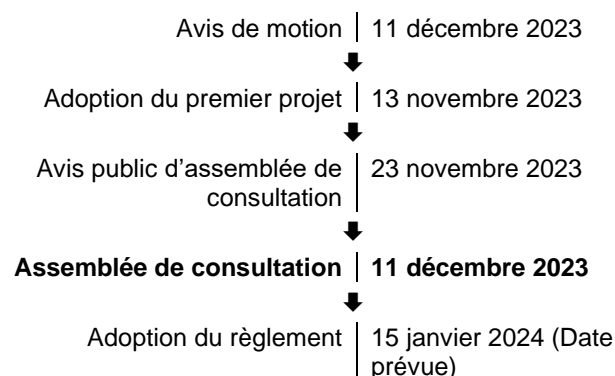 Avis de motion 11 décembre 2023
Adoption du premier projet 13 novembre 2023
Avis public d’assemblée de 23 novembre 2023
consultation
Assemblée de consultation 11 décembre 2023
Adoption du règlement 15 janvier 2024 (Date
prévue)